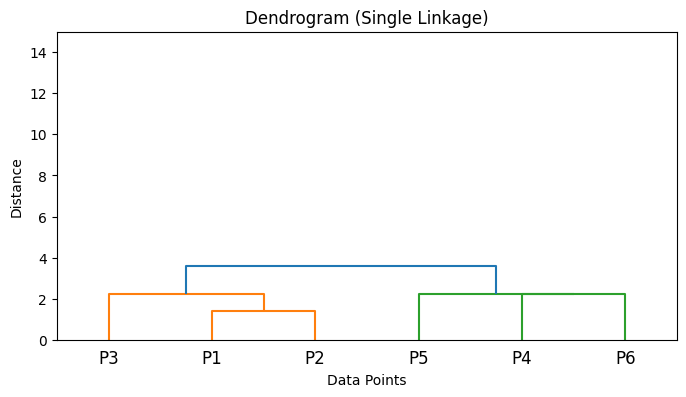 Dendrogram (Single Linkage)
14
12
10
8
6
4
2
0
Distance
P3 P1 P2 P5 P4 P6
Data Points